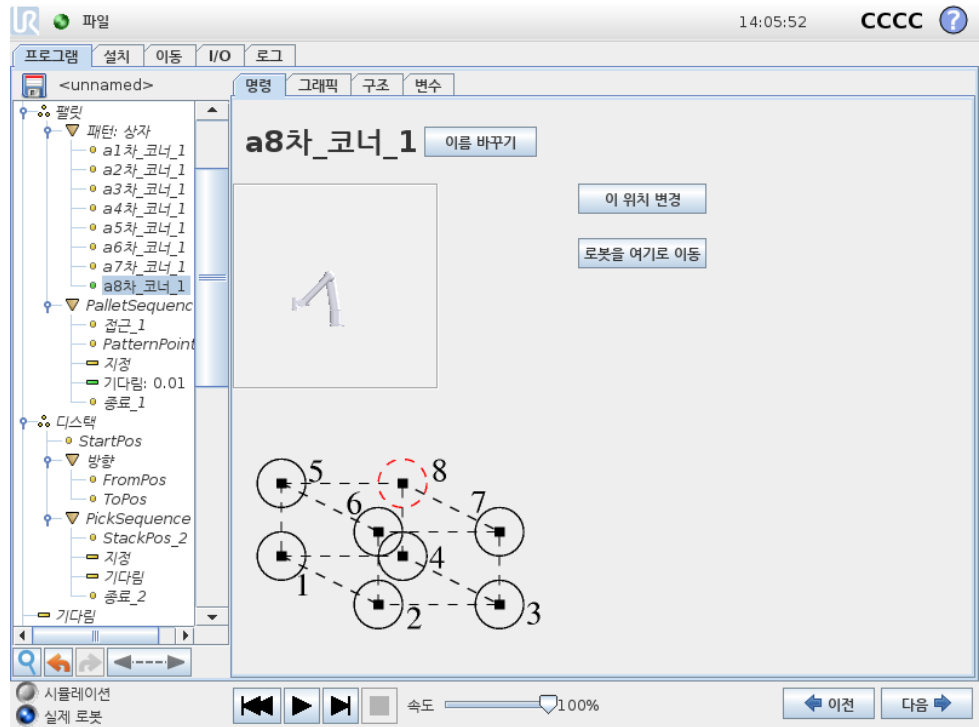 UR 파일 14:05:52 CCCC ?
프로그램 설치 이동 I/O 로그
<unnamed> 명령 그래픽 구조 변수
팔릿
패턴: 상자
a1차_코너_1
a2차_코너_1
a3차_코너_1
a4차_코너_1
a5차_코너_1
a6차_코너_1
a7차_코너_1
a8차_코너_1
PalletSequenc
접근_1
PatternPoint
지정
기다림: 0.01
종료_1
디스택
StartPos
방향
FromPos
ToPos
PickSequence
StackPos_2
지정
기다림
종료_2
기다림
a8차_코너_1 이름 바꾸기
이 위치 변경
로봇을 여기로 이동
5 8
6 7
1 4
2 3
시뮬레이션
실제 로봇
속도 100% 이전 다음